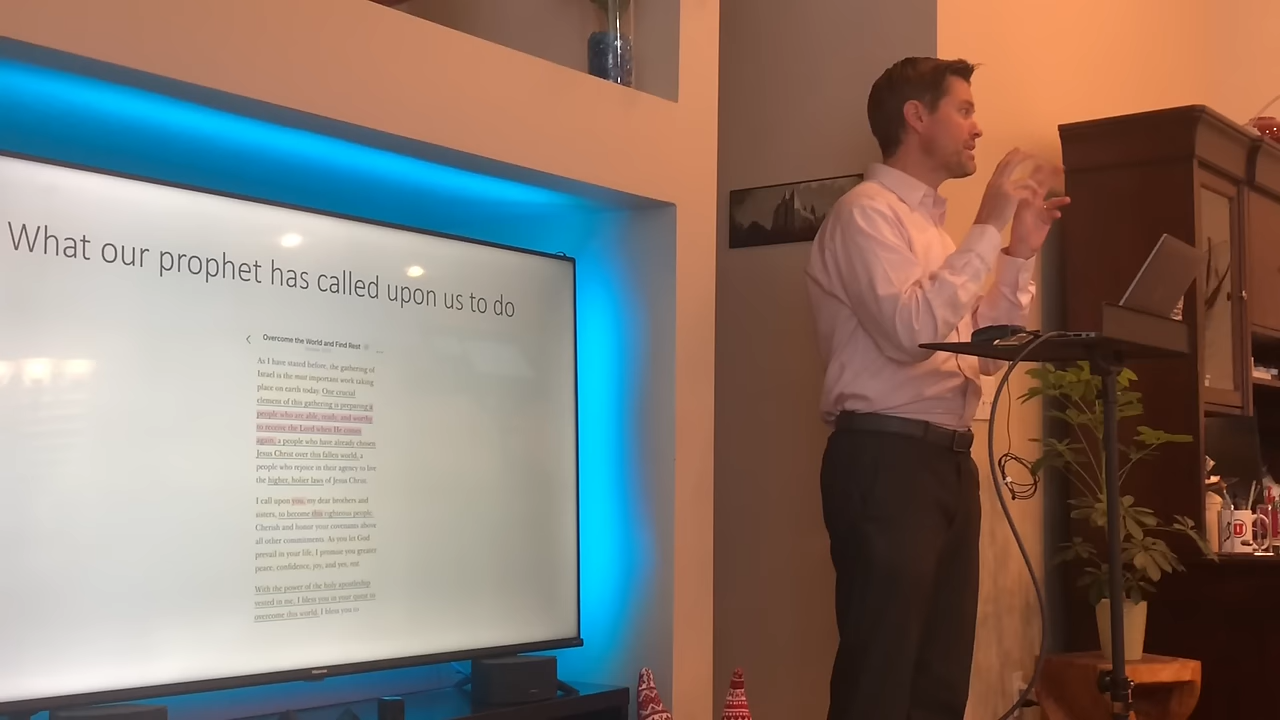 What our prophet has called upon us to do
Overcome the World and Find Rest
As I have stated before, the gathering of
Israel is the most important work taking
place on earth today. One crucial
element of this gathering is preparing a
people who are able, ready, and worthy
to receive the Lord when He comes
again, a people who have already chosen
Jesus Christ over this fallen world, a
people who rejoice in their agency to live
the higher, holier laws of Jesus Christ.
I call upon you, my dear brothers and
sisters, to become this righteous people.
Cherish and honor your covenants above
all other commitments. As you let God
prevail in your life, I promise you greater
peace, confidence, joy, and yes, rest.
With the power of the holy apostleship
vested in me, I bless you in your quest to
overcome this world. I bless you to
Hisense
U